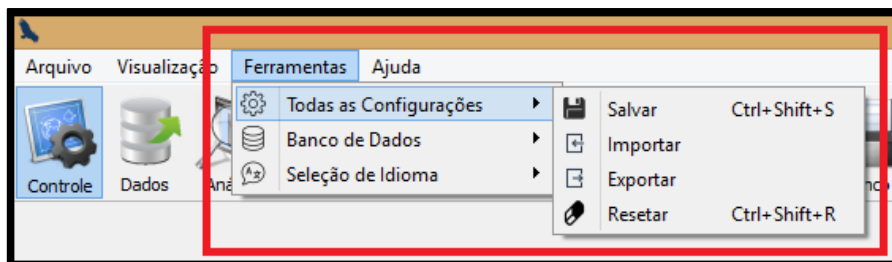 Arquivo Visualização Ferramentas Ajuda
Todas as Configurações
Banco de Dados
Seleção de Idioma
Salvar Ctrl+Shift+S
Importar
Exportar
Resetar Ctrl+Shift+R
Controle Dados